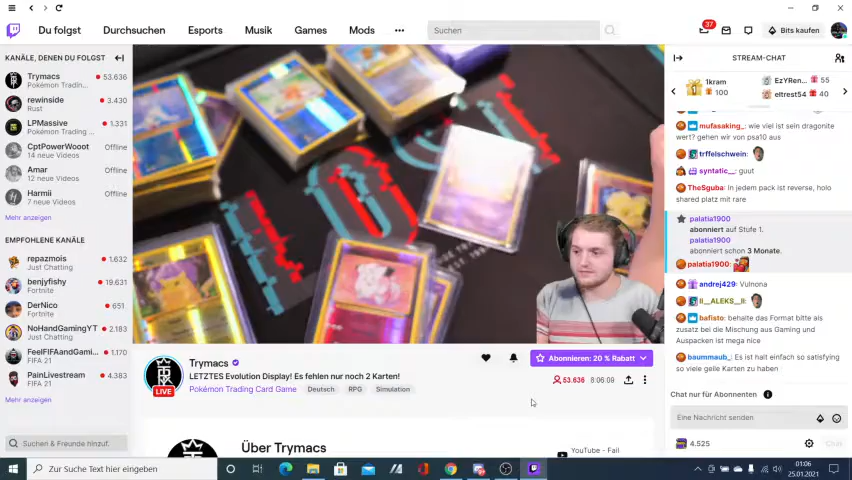 Du folgst
Durchsuchen
Esports
Musik
Games
Mods
Suchen
37
Bits kaufen
KANÄLE, DENEN DU FOLGST
Trymacs
53.636
Pokémon Tradin...
rewinside
3.430
Rust
LPMassive
1.331
Pokémon Trading ...
CptPowerWooot
Offline
14 neue Videos
Amar
Offline
12 neue Videos
Harmii
Offline
7 neue Videos
Mehr anzeigen
EMPFOHLENE KANÄLE
repazmois
1.632
Just Chatting
benjyfishy
19.631
Fortnite
DerNico
651
Fortnite
NoHandGamingYT
2.183
Just Chatting
FeelFIFAandGami...
1.170
FIFA 21
PainLivestream
4.383
FIFA 21
Mehr anzeigen
Suchen & Freunde hinzuf.
Trymacs
LIVE
LETZTES Evolution Display! Es fehlen nur noch 2 Karten!
Pokémon Trading Card Game
Deutsch
RPG
Simulation
Abonnieren: 20 % Rabatt
53.636
8:06:09
Über Trymacs
YouTube - Fail
STREAM-CHAT
1kram
100
EzYRen...
55
eltrest54
40
mufasaking_: wie viel ist sein dragonite
wert? gehen wir von psa10 aus
trffelschwein:
syntatic_: guut
TheSguba: In jedem pack ist reverse, holo
shared platz mit rare
palatia1900
abonniert auf Stufe 1.
palatia1900
abonniert schon 3 Monate.
palatia1900:
andrej429: Vulnona
II__ALEKS__II:
bafisto: behalte das Format bitte als
zusatz bei die Mischung aus Gaming und
Auspacken ist mega nice
baummaub_: Es ist halt einfach so satisfying
so viele geile Karten zu haben
Chat nur für Abonnenten
Eine Nachricht senden
4.525
Chat
Zur Suche Text hier eingeben
01:06
25.01.2021